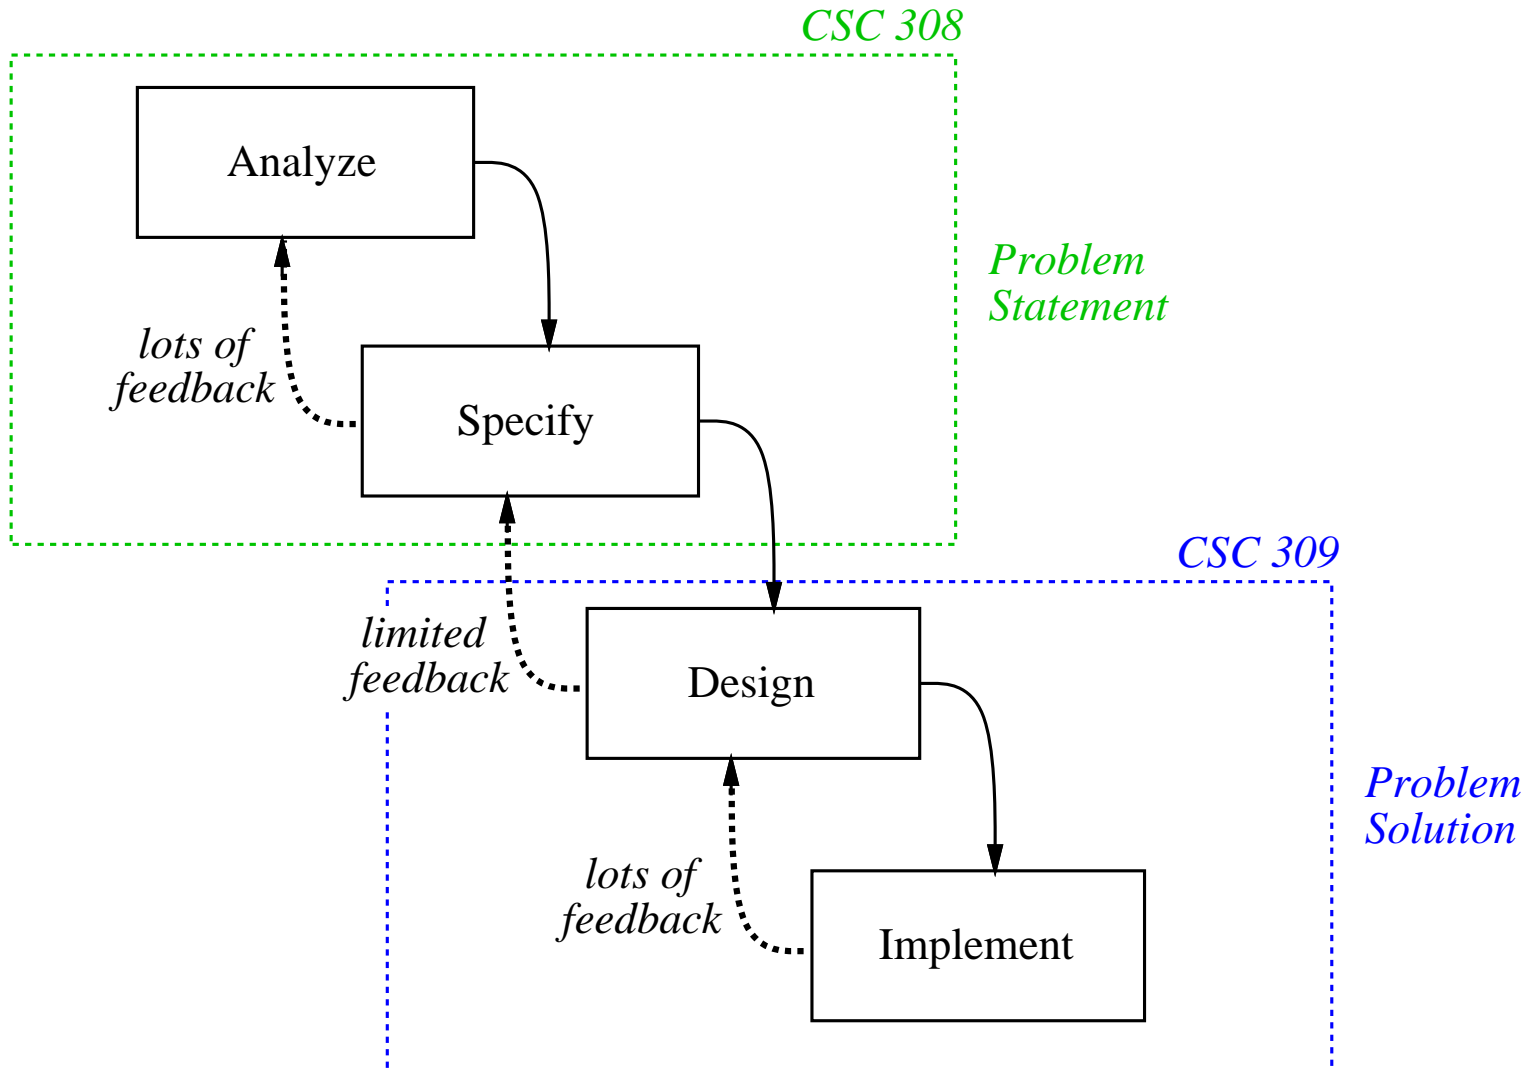 CSC 308
Analyze
Problem
Statement
lots of
feedback
Specify
CSC 309
limited
feedback
Design
Problem
Solution
lots of
feedback
Implement